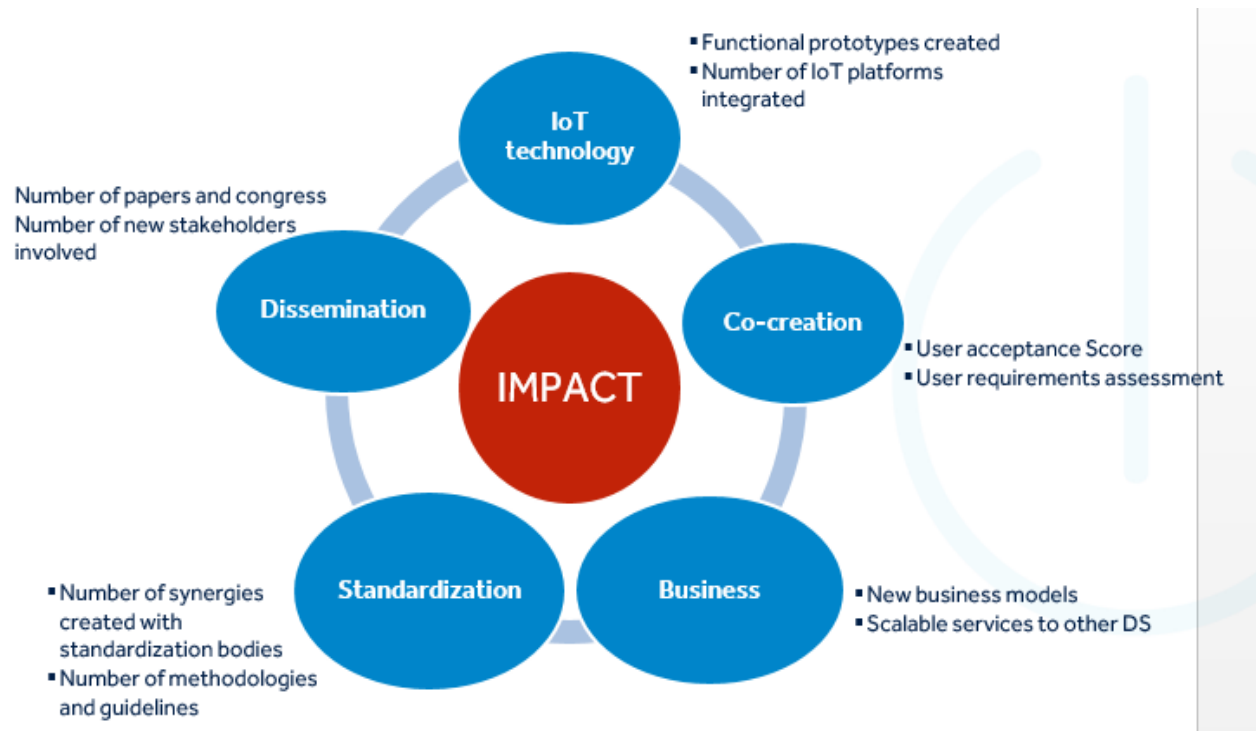 ▪Functional prototypes created
▪Number of IoT platforms
integrated
IoT
technology
Number of papers and congress
Number of new stakeholders
involved
Dissemination
Co-creation
▪User acceptance Score
▪User requirements assessment
IMPACT
Standardization
Business
▪Number of synergies
created with
standardization bodies
▪Number of methodologies
and guidelines
▪New business models
▪Scalable services to other DS